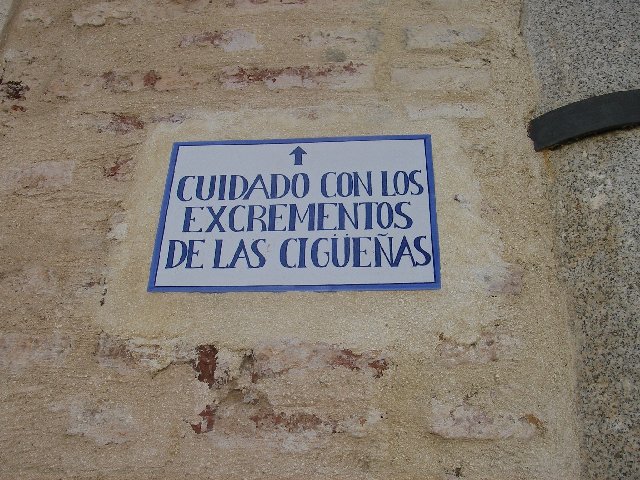 CUIDADO CON LOS
EXCREMENTOS
DE LAS CIGÜEÑAS